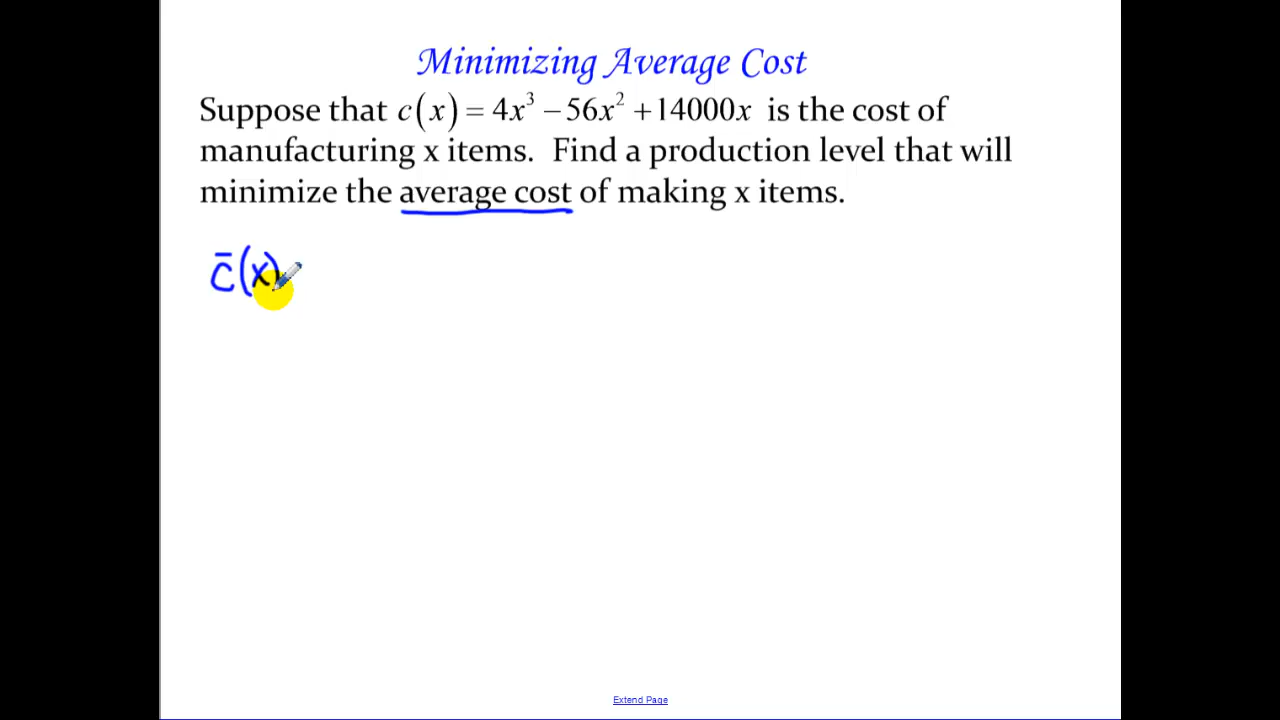 Minimizing Average Cost
Suppose that c(x) = 4x³ − 56x² + 14000x is the cost of
manufacturing x items. Find a production level that will
minimize the average cost of making x items.
c̄(x)
Extend Page